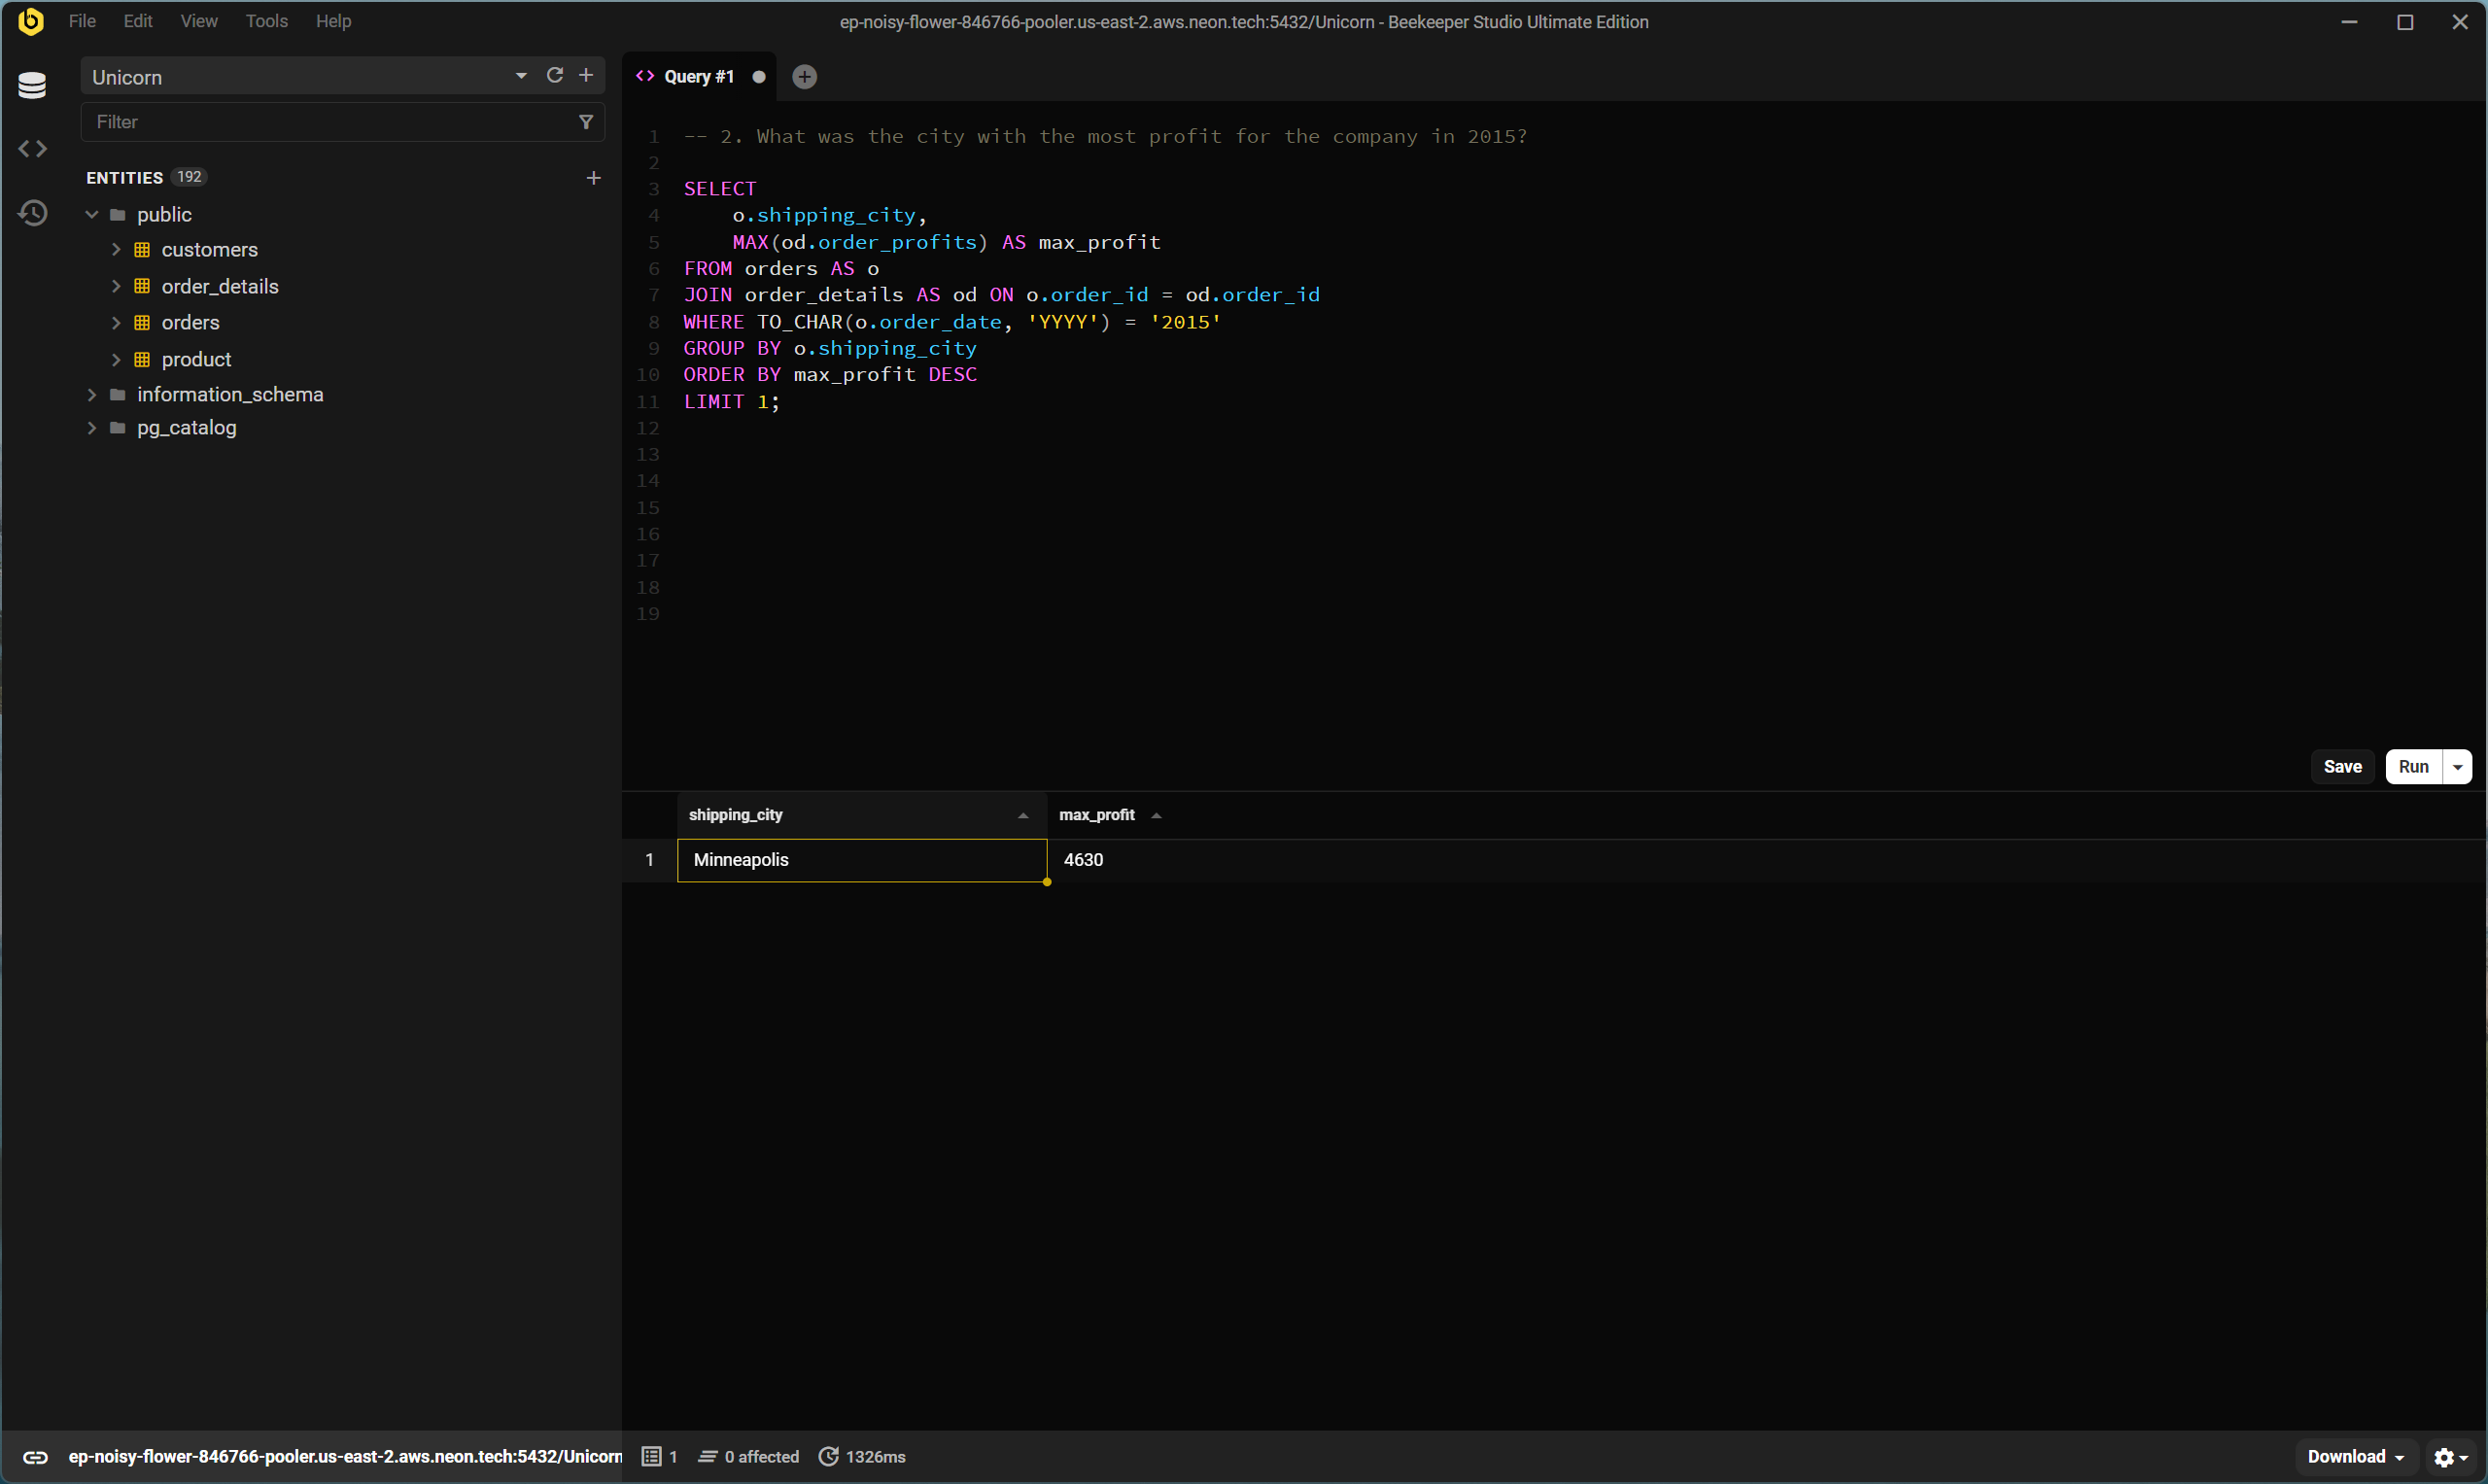 File Edit View Tools Help
ep-noisy-flower-846766-pooler.us-east-2.aws.neon.tech:5432/Unicorn - Beekeeper Studio Ultimate Edition
Unicorn
Filter
ENTITIES 192
public
customers
order_details
orders
product
information_schema
pg_catalog
Query #1
1 -- 2. What was the city with the most profit for the company in 2015?
2
3 SELECT
4 o.shipping_city,
5 MAX(od.order_profits) AS max_profit
6 FROM orders AS o
7 JOIN order_details AS od ON o.order_id = od.order_id
8 WHERE TO_CHAR(o.order_date, 'YYYY') = '2015'
9 GROUP BY o.shipping_city
10 ORDER BY max_profit DESC
11 LIMIT 1;
12
13
14
15
16
17
18
19
Save Run
shipping_city max_profit
1 Minneapolis 4630
ep-noisy-flower-846766-pooler.us-east-2.aws.neon.tech:5432/Unicorn
1 0 affected 1326ms
Download